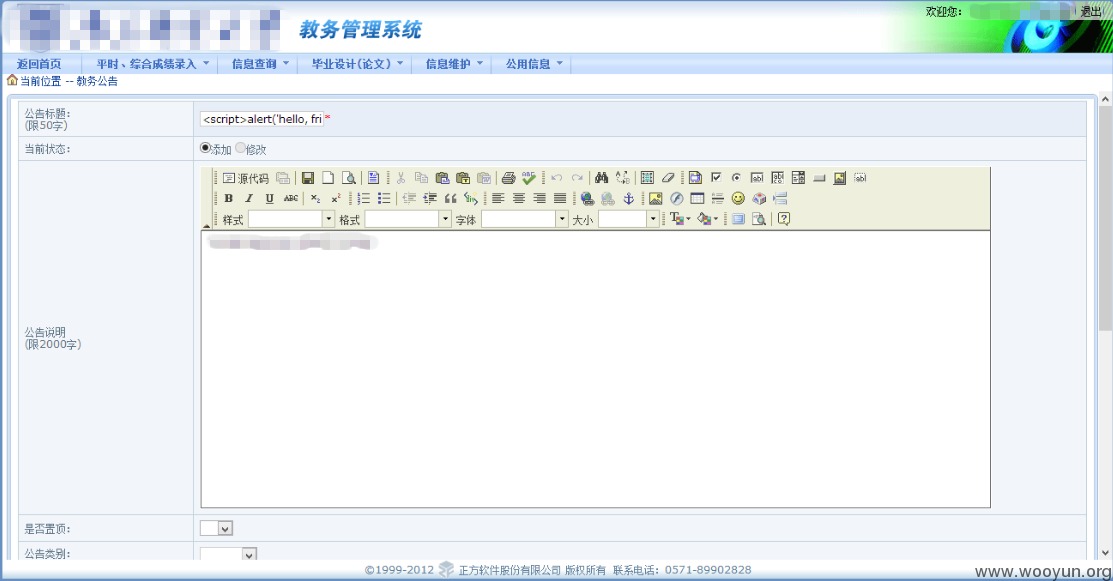 教务管理系统
欢迎您: 退出
返回首页 平时、综合成绩录入 信息查询 毕业设计(论文) 信息维护 公用信息
当前位置 -- 教务公告
公告标题:
(限50字)
<script>alert('hello, fri *
当前状态:
添加 修改
源代码
ABC
B I U ABC
样式 格式 字体 大小
公告说明
(限2000字)
是否置顶:
公告类别:
©1999-2012 正方软件股份有限公司 版权所有 联系电话: 0571-89902828
www.wooyun.org